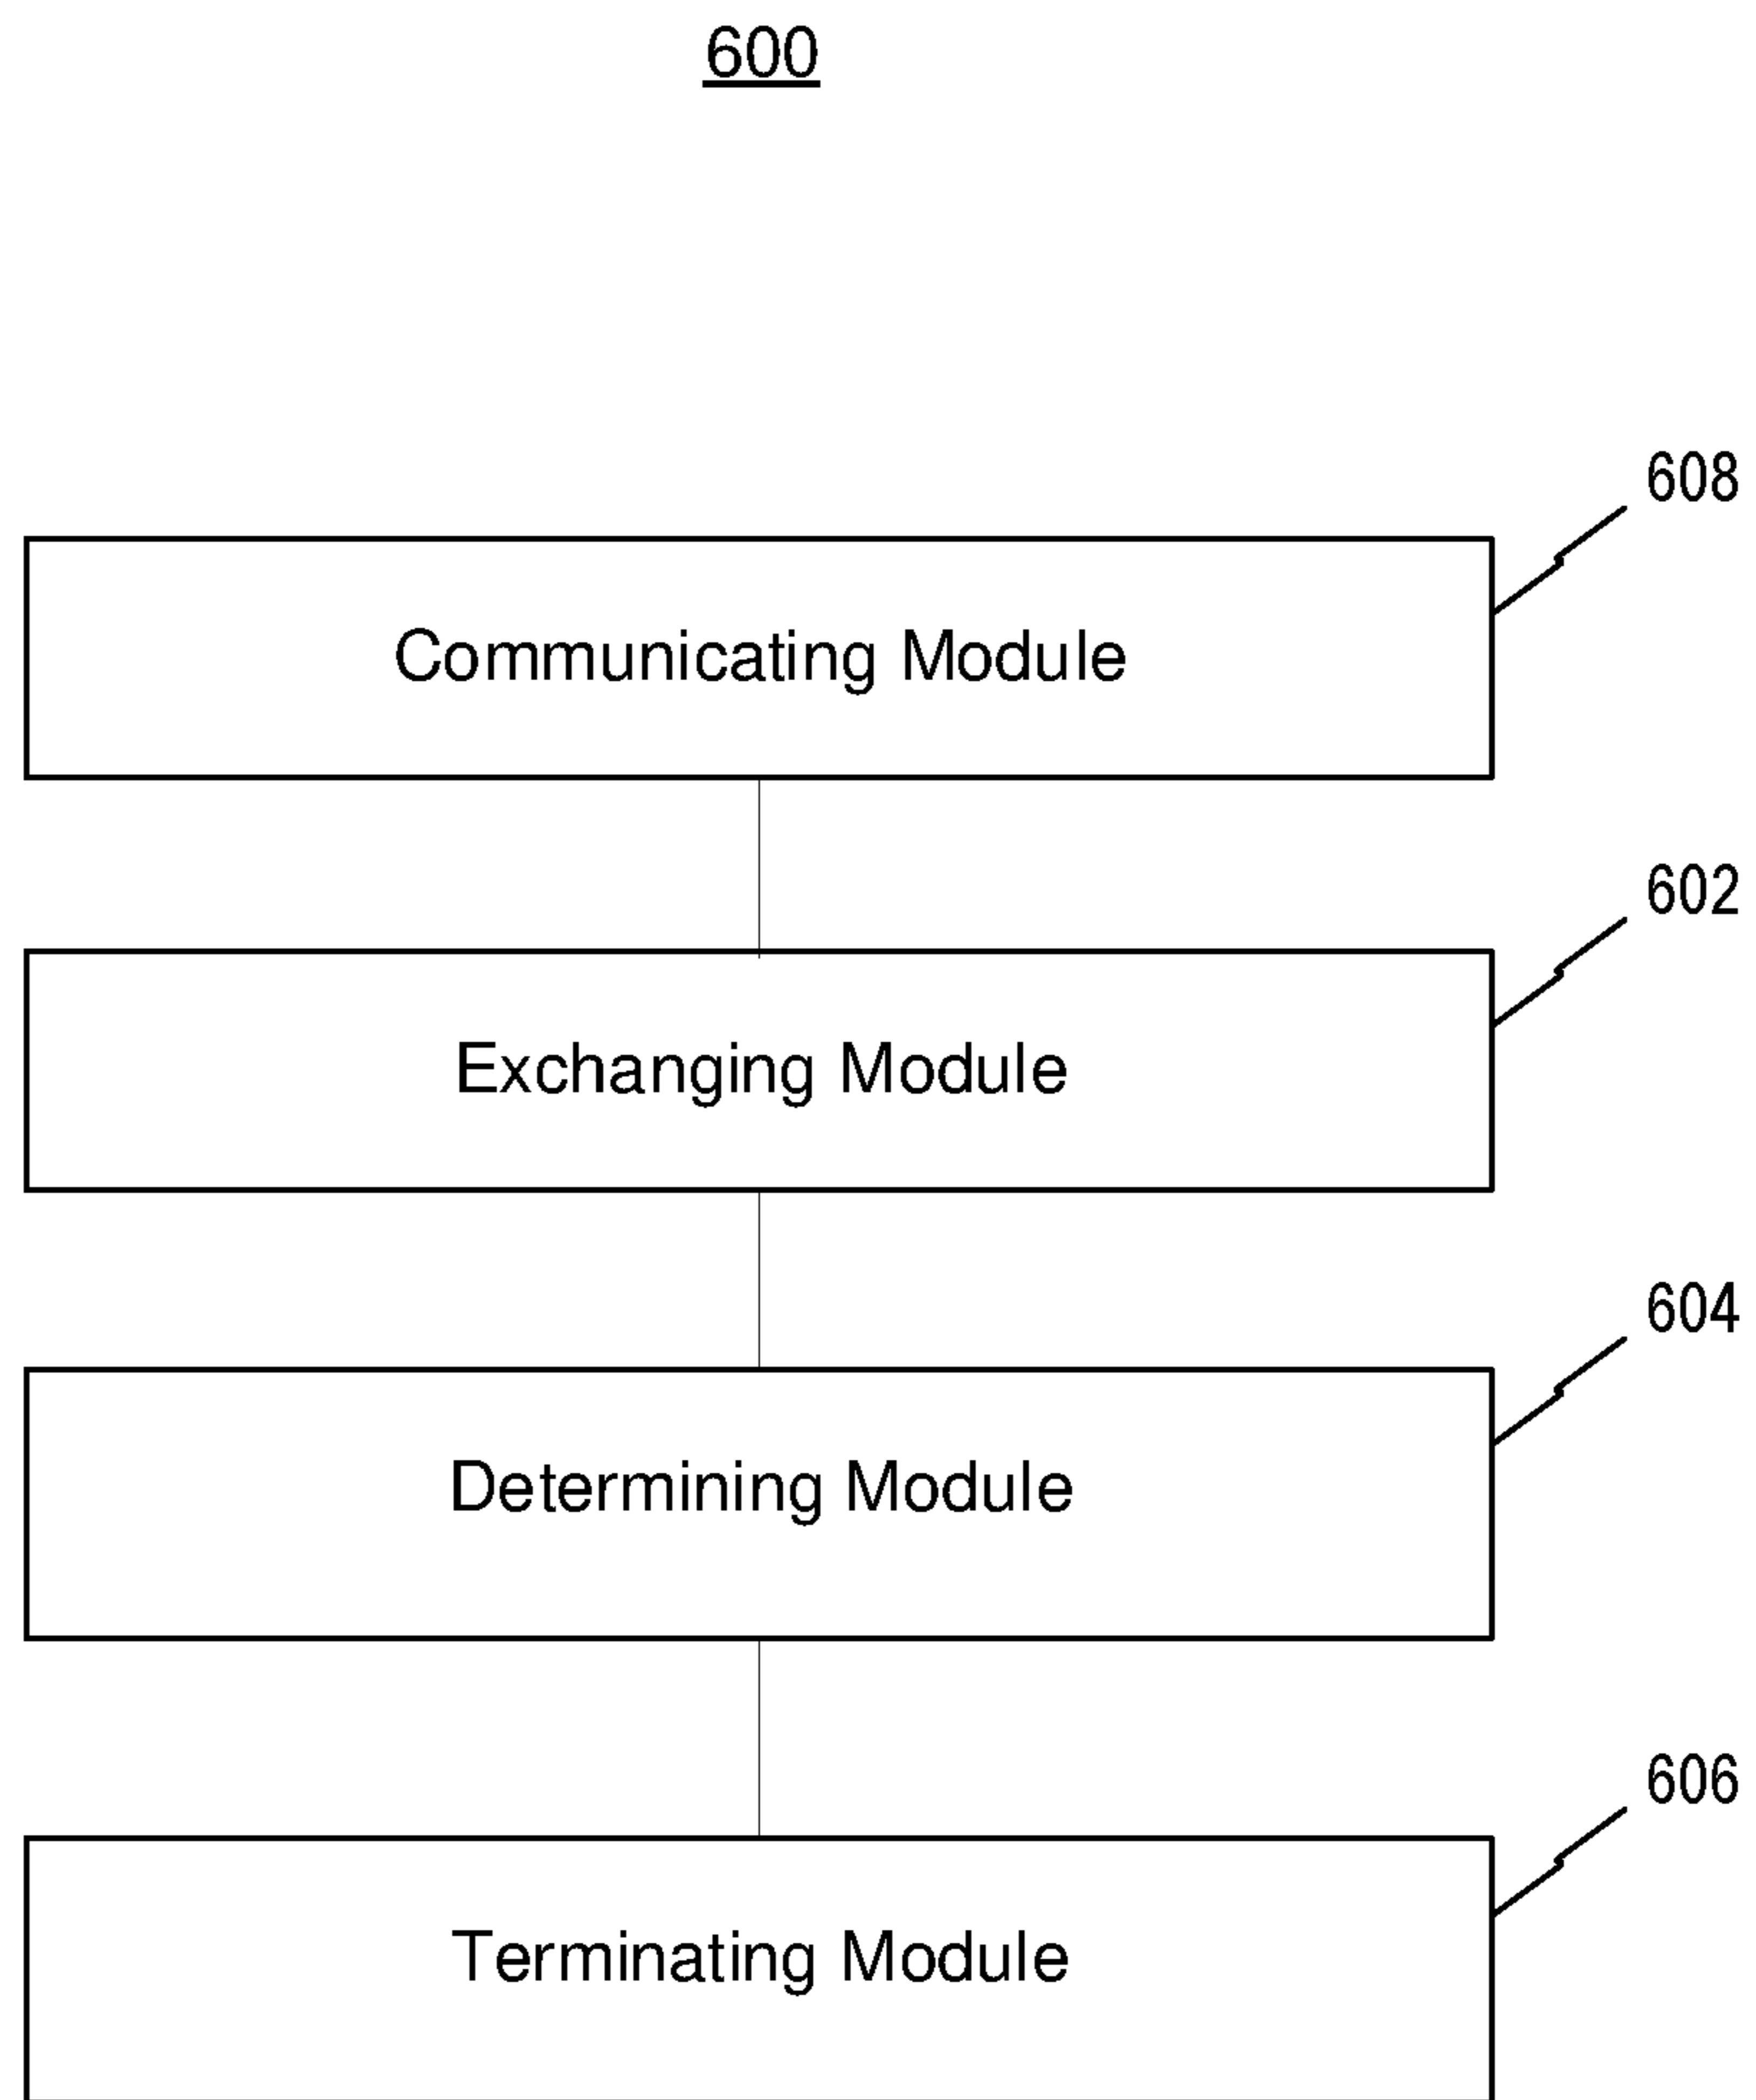 600
608
Communicating Module
602
Exchanging Module
604
Determining Module
606
Terminating Module